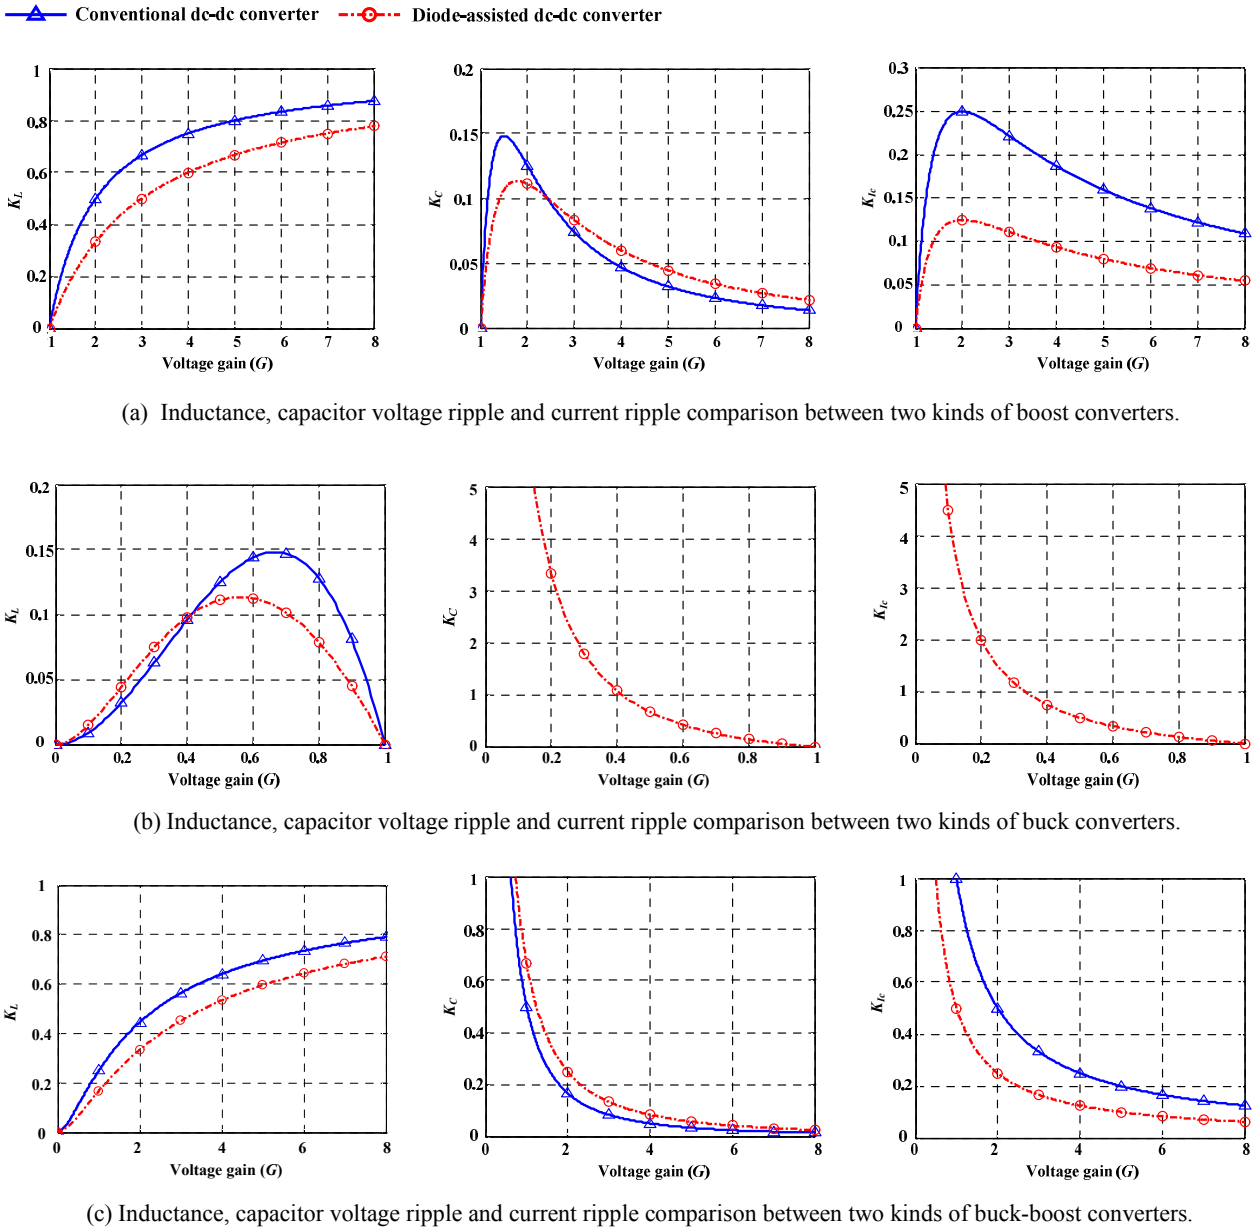 Conventional dc-dc converter Diode-assisted dc-dc converter
1
0.8
0.6
0.4
0.2
0
K_L
1 2 3 4 5 6 7 8
Voltage gain (G)
0.2
0.15
0.1
0.05
0
K_C
1 2 3 4 5 6 7 8
Voltage gain (G)
0.3
0.25
0.2
0.15
0.1
0.05
0
K_Ic
1 2 3 4 5 6 7 8
Voltage gain (G)
(a) Inductance, capacitor voltage ripple and current ripple comparison between two kinds of boost converters.
0.2
0.15
0.1
0.05
0
K_L
0 0.2 0.4 0.6 0.8 1
Voltage gain (G)
5
4
3
2
1
0
K_C
0 0.2 0.4 0.6 0.8 1
Voltage gain (G)
5
4
3
2
1
0
K_Ic
0 0.2 0.4 0.6 0.8 1
Voltage gain (G)
(b) Inductance, capacitor voltage ripple and current ripple comparison between two kinds of buck converters.
1
0.8
0.6
0.4
0.2
0
K_L
0 2 4 6 8
Voltage gain (G)
1
0.8
0.6
0.4
0.2
0
K_C
0 2 4 6 8
Voltage gain (G)
1
0.8
0.6
0.4
0.2
0
K_Ic
0 2 4 6 8
Voltage gain (G)
(c) Inductance, capacitor voltage ripple and current ripple comparison between two kinds of buck-boost converters.